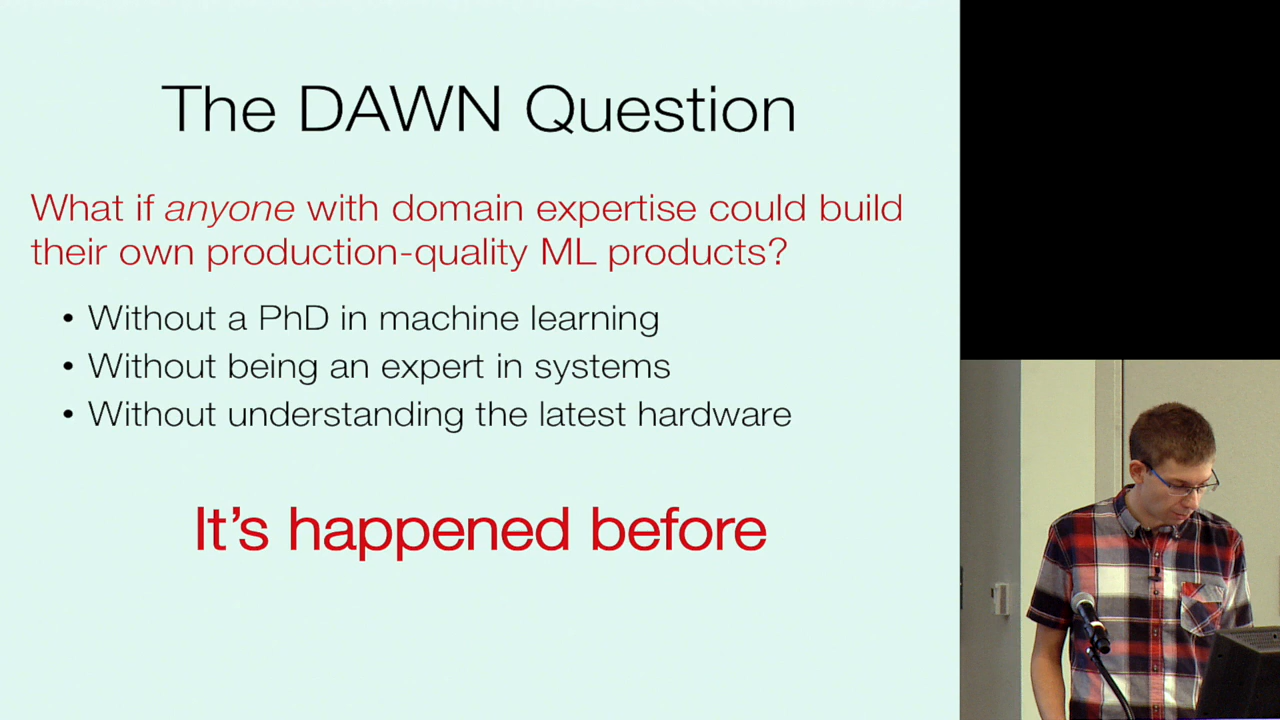 The DAWN Question
What if anyone with domain expertise could build
their own production-quality ML products?
• Without a PhD in machine learning
• Without being an expert in systems
• Without understanding the latest hardware
It's happened before